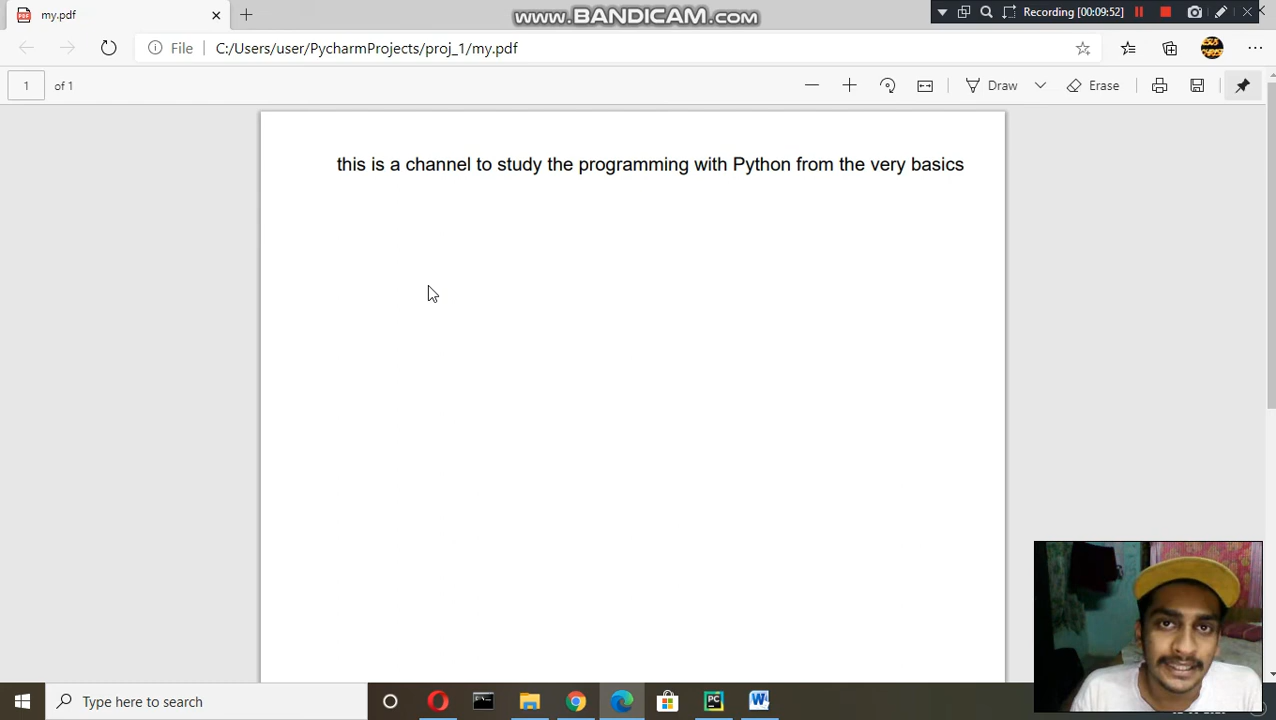 my.pdf
www.BANDICAM.com
Recording [00:09:52]
File
C:/Users/user/PycharmProjects/proj_1/my.pdf
1
of 1
Draw
Erase
this is a channel to study the programming with Python from the very basics
Type here to search